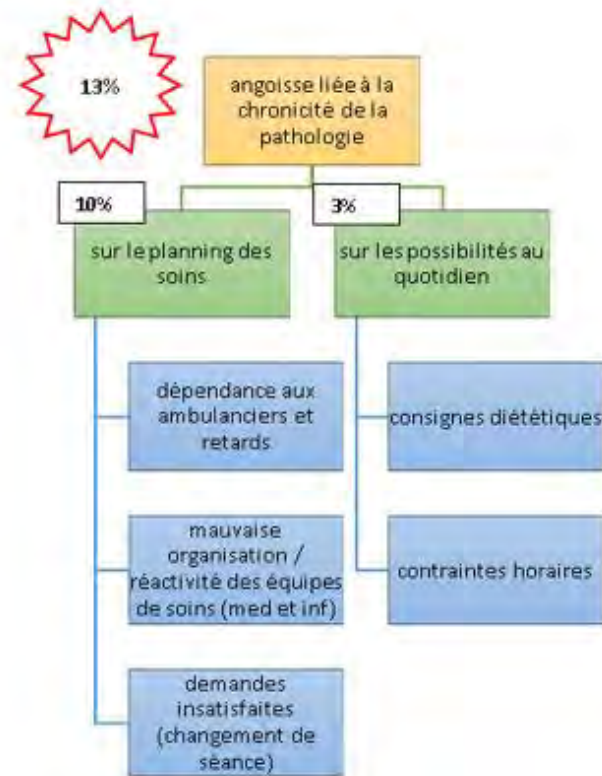 13%
angoisse liée à la
chronicité de la
pathologie
10%
sur le planning des
soins
3%
sur les possibilités au
quotidien
dépendance aux
ambulanciers et
retards
mauvaise
organisation /
réactivité des équipes
de soins (med et inf)
demandes
insatisfaites
(changement de
séance)
consignes diététiques
contraintes horaires